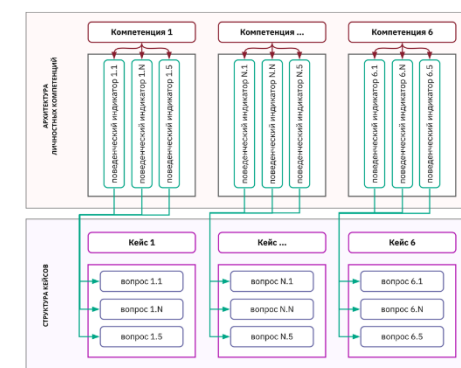 Компетенция 1
Компетенция ...
Компетенция 6
АРХИТЕКТУРА
ЛИЧНОСТНЫХ КОМПЕТЕНЦИЙ
поведенческий индикатор 1.1
поведенческий индикатор 1.N
поведенческий индикатор 1.5
поведенческий индикатор N.1
поведенческий индикатор N.N
поведенческий индикатор N.5
поведенческий индикатор 6.1
поведенческий индикатор 6.N
поведенческий индикатор 6.5
СТРУКТУРА КЕЙСОВ
Кейс 1
Кейс ...
Кейс 6
вопрос 1.1
вопрос N.1
вопрос 6.1
вопрос 1.N
вопрос N.N
вопрос 6.N
вопрос 1.5
вопрос N.5
вопрос 6.5